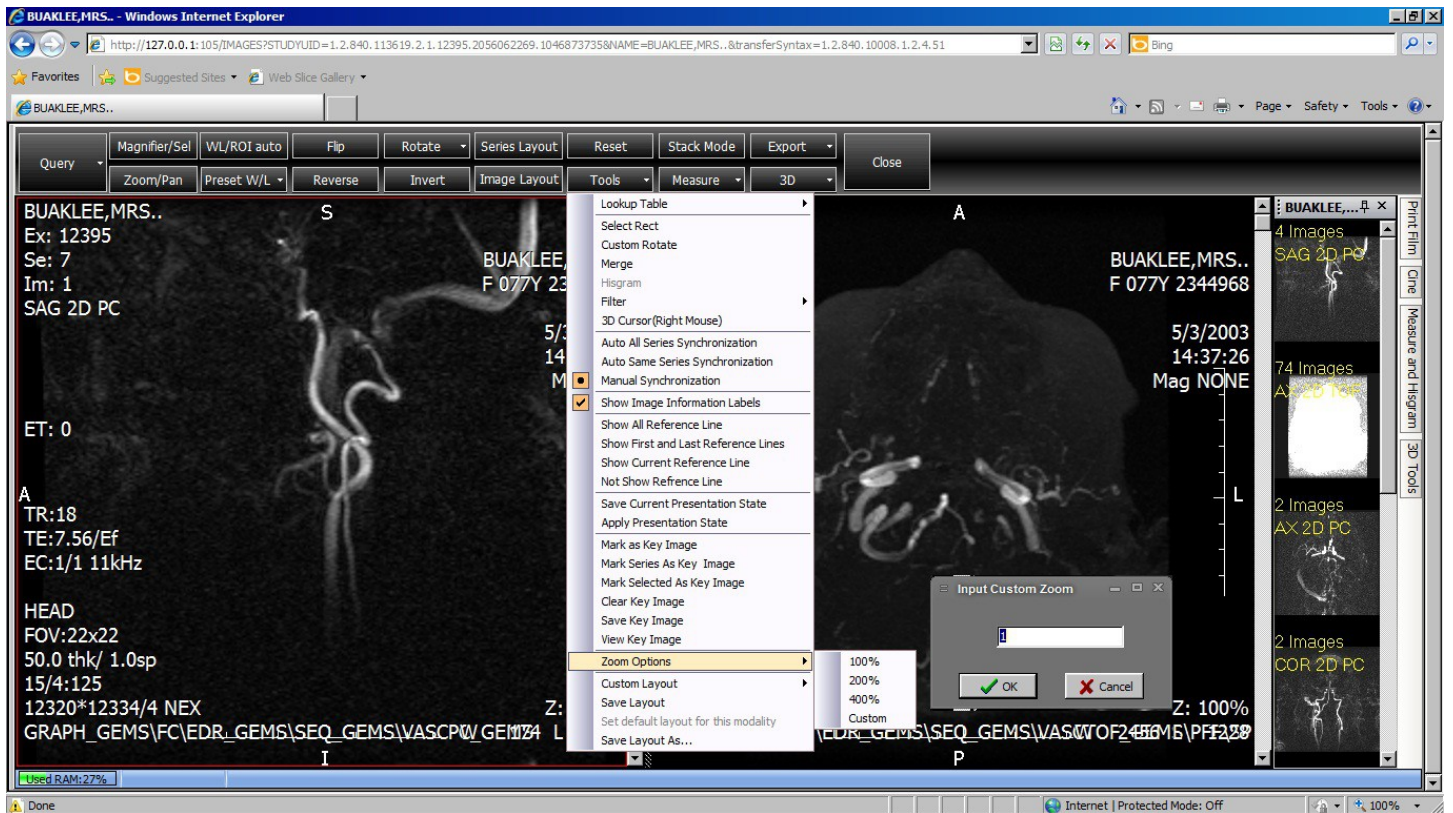 BUAKLEE,MRS.. - Windows Internet Explorer
http://127.0.0.1:105/IMAGES?STUDYUID=1.2.840.113619.2.1.12395.2056062269.1046873735&NAME=BUAKLEE,MRS..&transferSyntax=1.2.840.10008.1.2.4.51
Bing
Favorites Suggested Sites Web Slice Gallery
BUAKLEE,MRS..
Page Safety Tools
Query
Magnifier/Sel WL/ROI auto Flip Rotate Series Layout Reset Stack Mode Export
Close
Zoom/Pan Preset W/L Reverse Invert Image Layout Tools Measure 3D
BUAKLEE,MRS..
Ex: 12395
Se: 7
Im: 1
SAG 2D PC
S
BUAKLEE,
F 077Y 23
5/3
14
M
ET: 0
A
TR:18
TE:7.56/Ef
EC:1/1 11kHz
HEAD
FOV:22x22
50.0 thk/ 1.0sp
15/4:125
12320*12334/4 NEX
Z:
I
Lookup Table
Select Rect
Custom Rotate
Merge
Hisgram
Filter
3D Cursor(Right Mouse)
Auto All Series Synchronization
Auto Same Series Synchronization
Manual Synchronization
Show Image Information Labels
Show All Reference Line
Show First and Last Reference Lines
Show Current Reference Line
Not Show Refrence Line
Save Current Presentation State
Apply Presentation State
Mark as Key Image
Mark Series As Key Image
Mark Selected As Key Image
Clear Key Image
Save Key Image
View Key Image
Zoom Options
Custom Layout
Save Layout
Set default layout for this modality
Save Layout As...
100%
200%
400%
Custom
A
BUAKLEE,MRS..
F 077Y 2344968
5/3/2003
14:37:26
Mag NONE
L
Input Custom Zoom
1
OK Cancel
Z: 100%
P
BUAKLEE,...
4 Images
SAG 2D PC
74 Images
AX 2D TOF
2 Images
AX 2D PC
2 Images
COR 2D PC
Print Film
Cine
Measure and Hisgram
3D Tools
Used RAM:27%
Done
Internet | Protected Mode: Off
100%